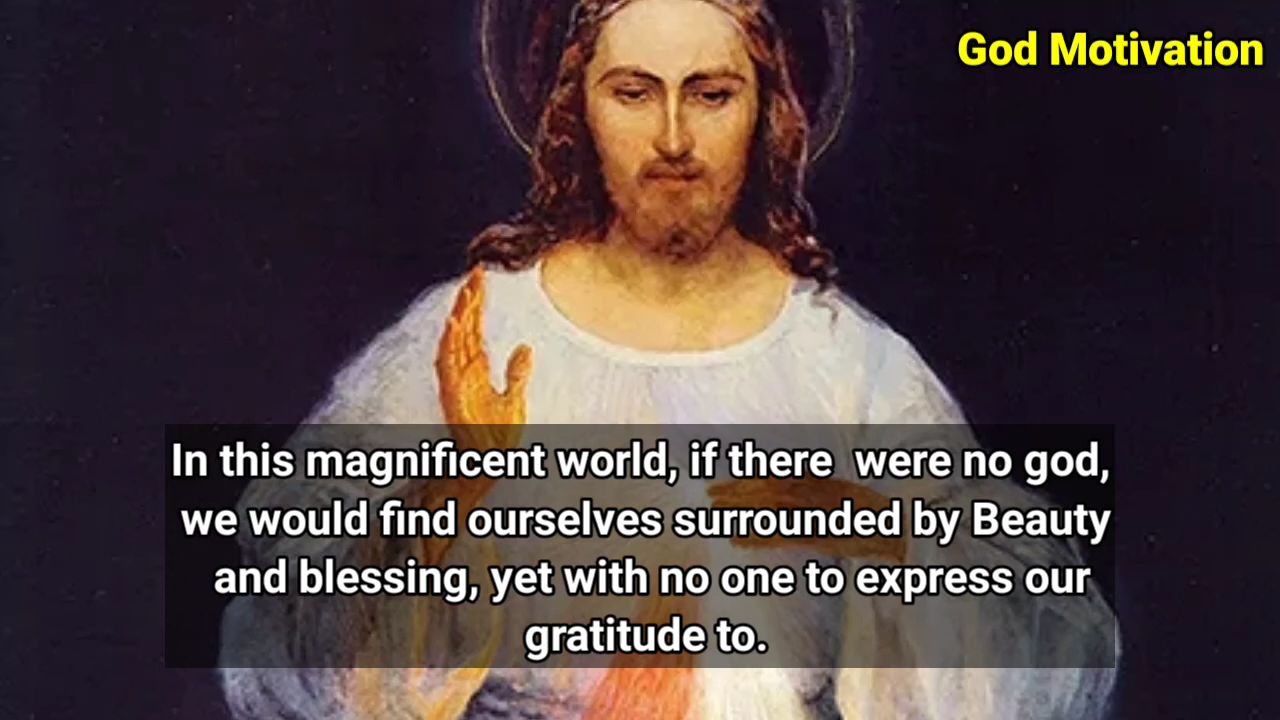 God Motivation
In this magnificent world, if there  were no god,
we would find ourselves surrounded by Beauty
and blessing, yet with no one to express our
gratitude to.